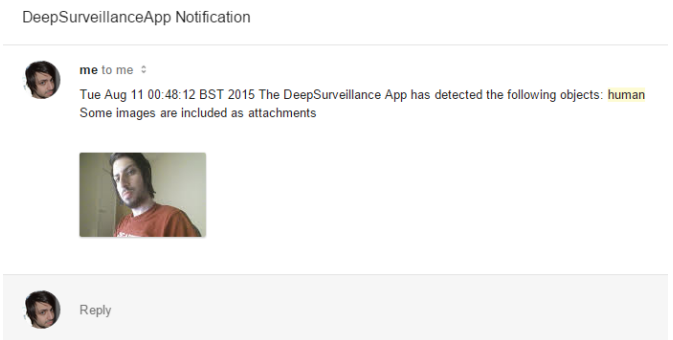 DeepSurveillanceApp Notification
me to me
Tue Aug 11 00:48:12 BST 2015 The DeepSurveillance App has detected the following objects: human
Some images are included as attachments
Reply